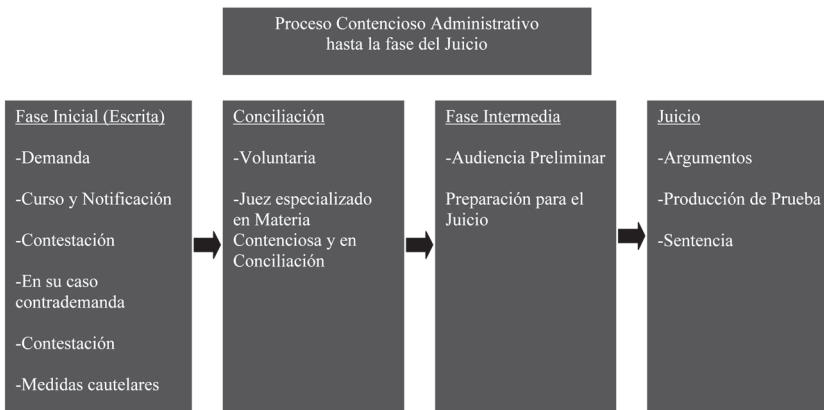 Proceso Contencioso Administrativo
hasta la fase del Juicio
Fase Inicial (Escrita)
-Demanda
-Curso y Notificación
-Contestación
-En su caso
contrademanda
-Contestación
-Medidas cautelares
Conciliación
-Voluntaria
-Juez especializado
en Materia
Contenciosa y en
Conciliación
Fase Intermedia
-Audiencia Preliminar
Preparación para el
Juicio
Juicio
-Argumentos
-Producción de Prueba
-Sentencia